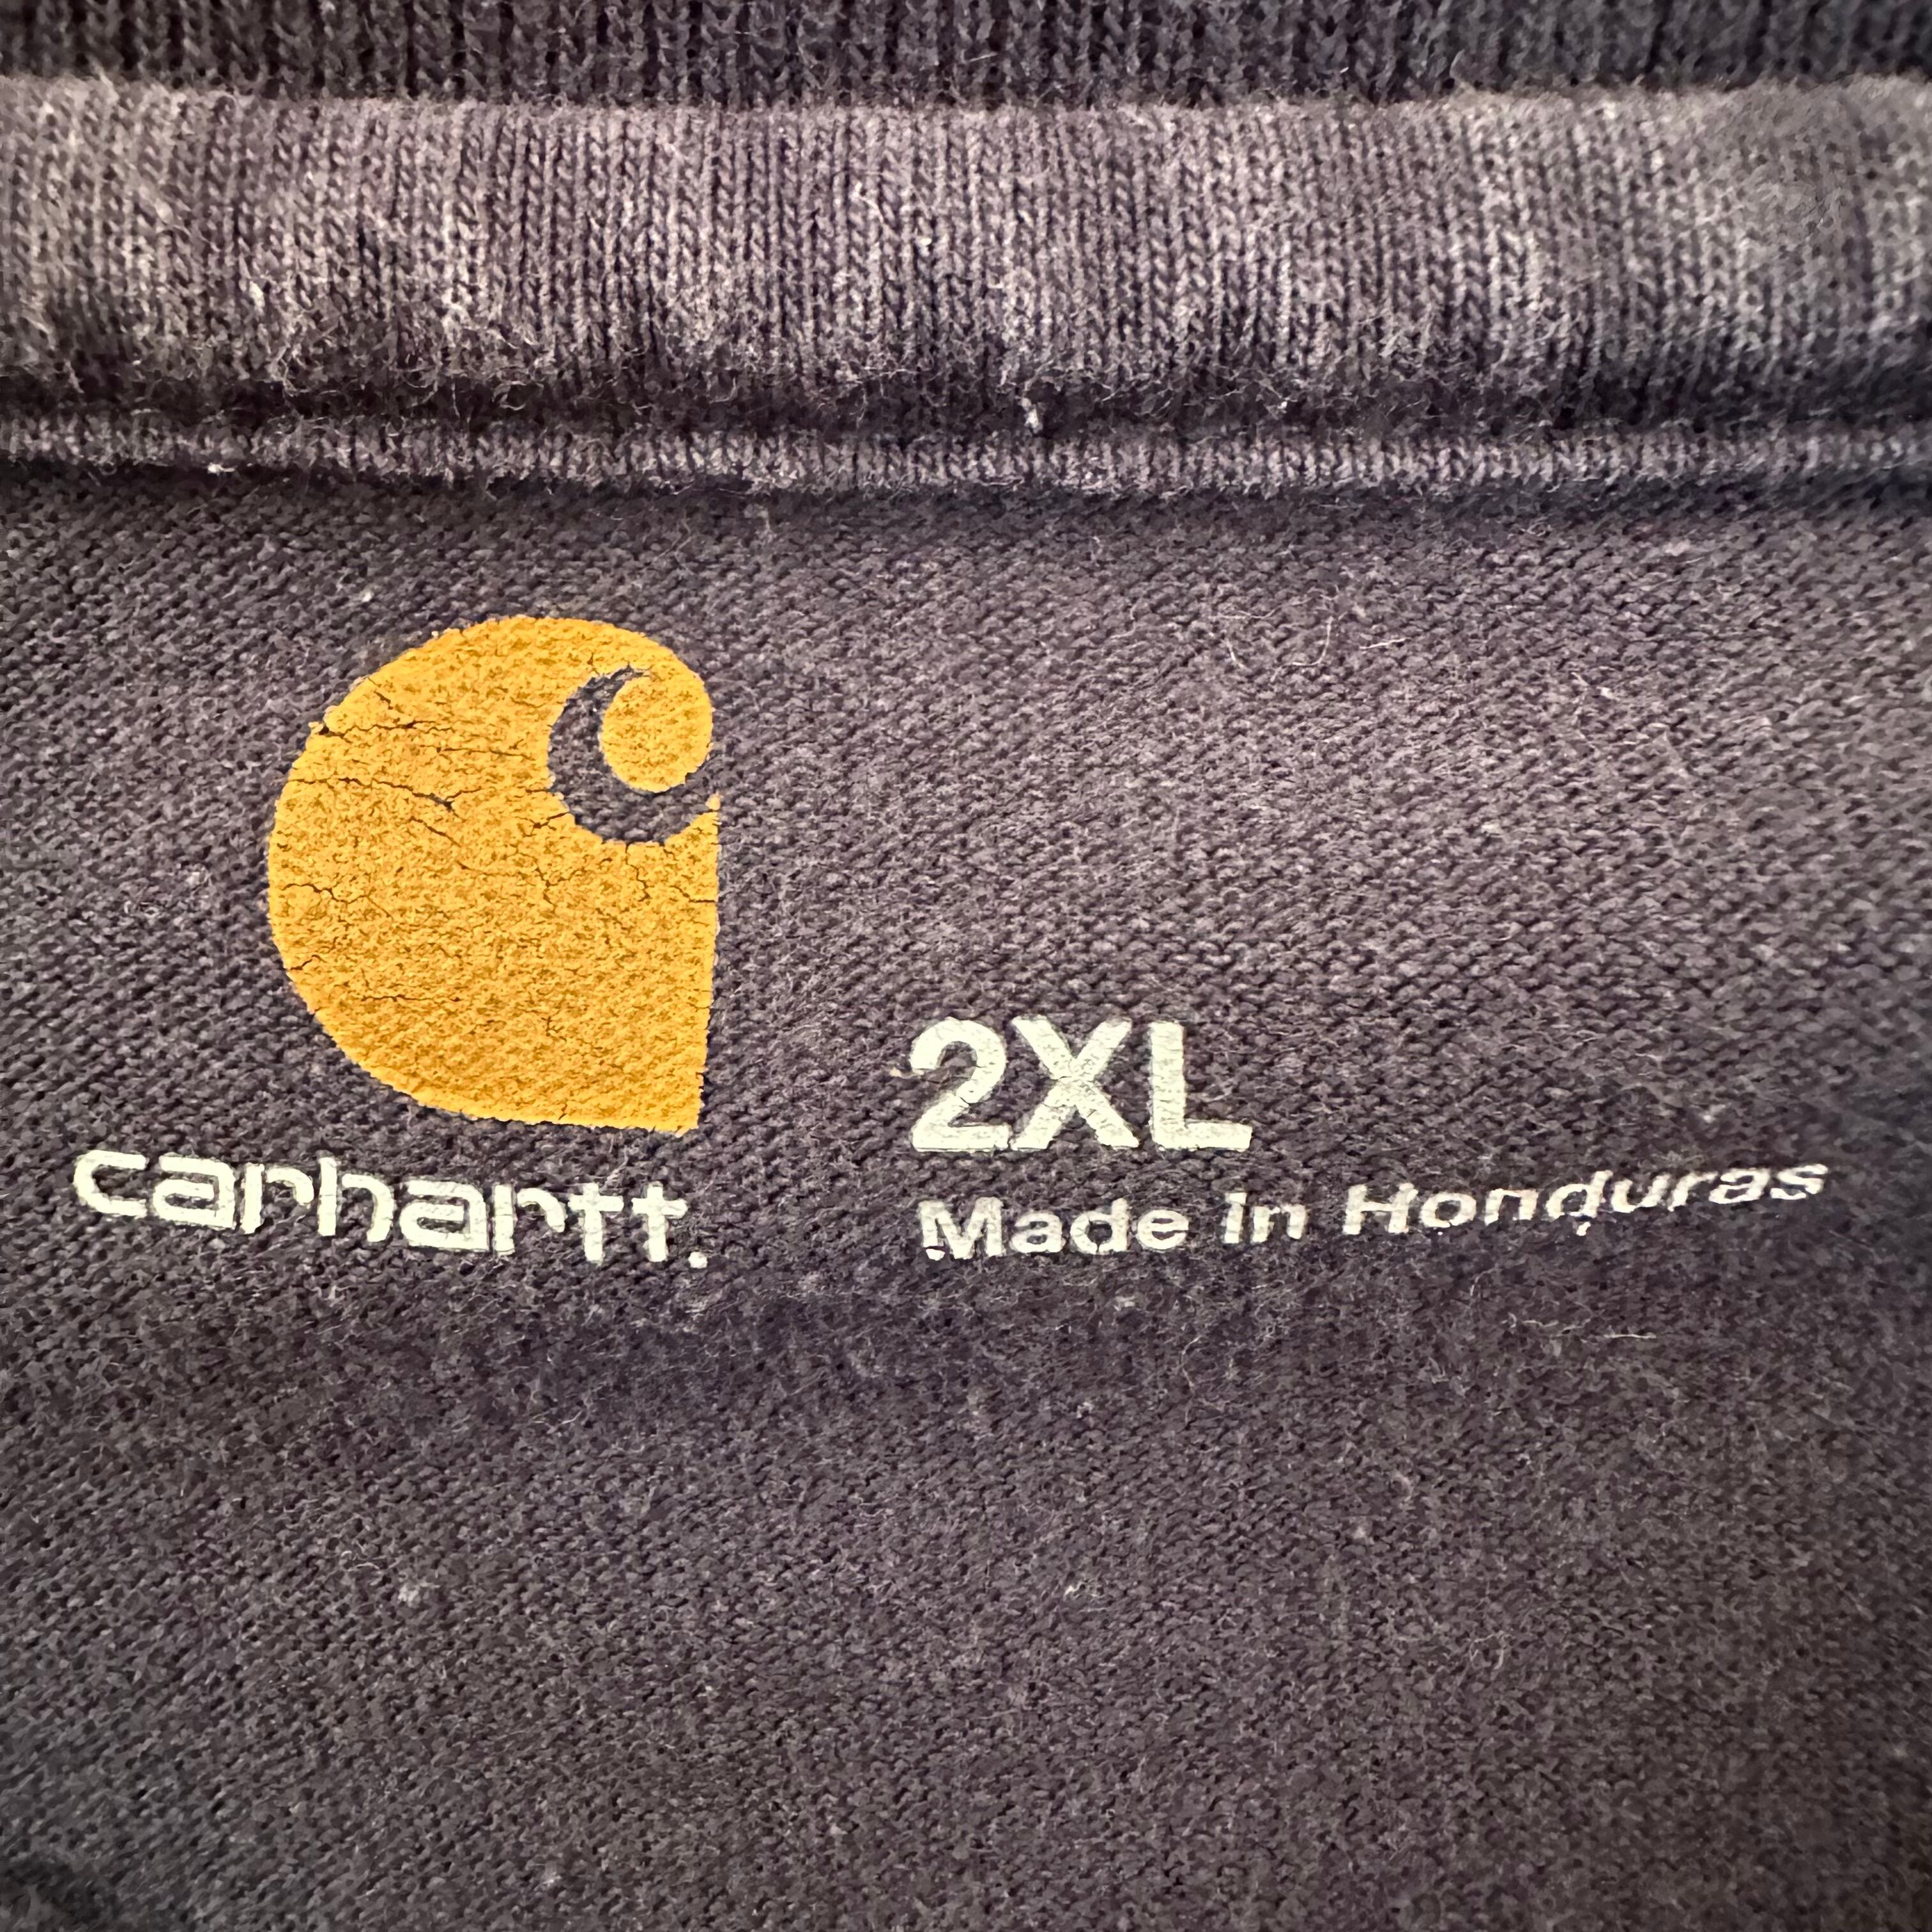 carhartt.
2XL
Made in Honduras